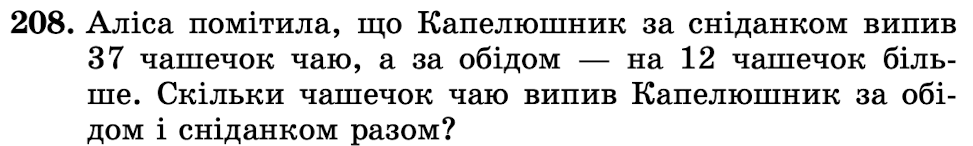 208. Аліса помітила, що Капелюшник за сніданком випив
37 чашечок чаю, а за обідом — на 12 чашечок біль-
ше. Скільки чашечок чаю випив Капелюшник за обі-
дом і сніданком разом?